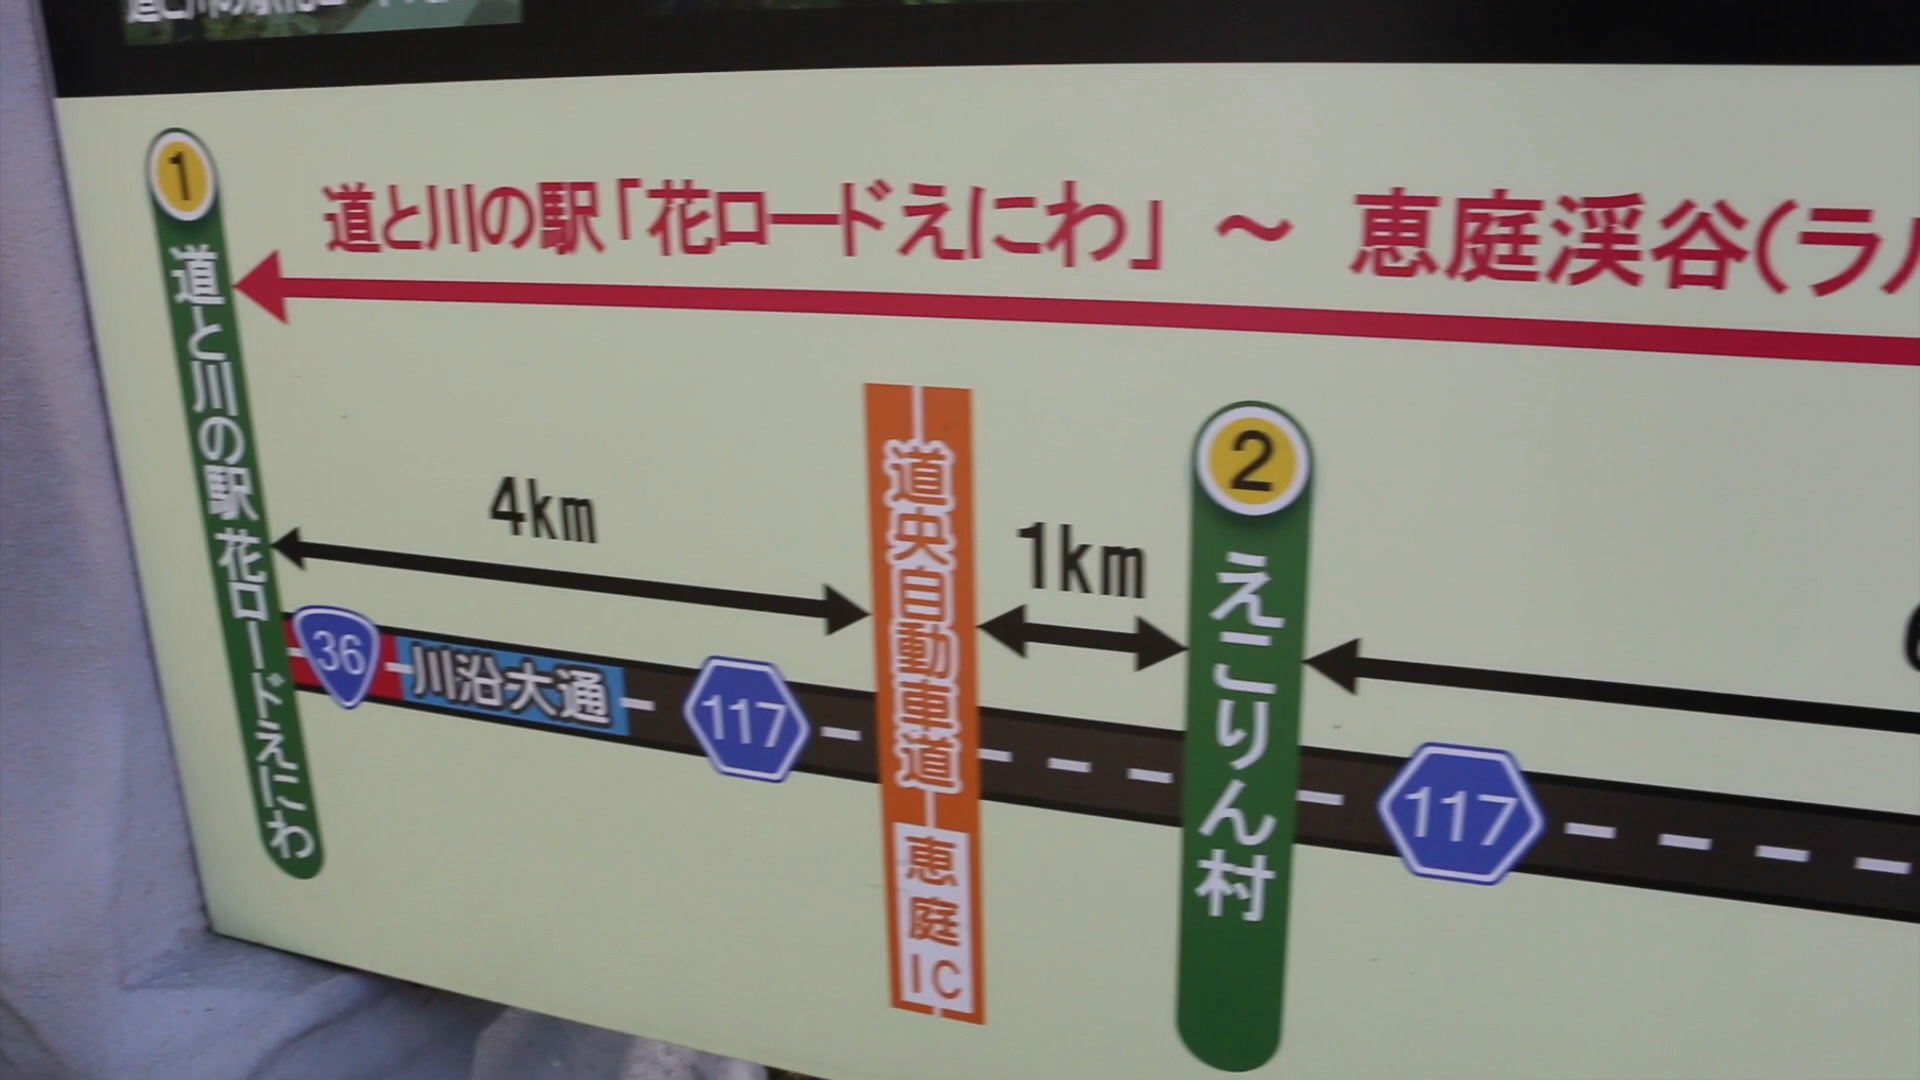 1
道と川の駅「花ロードえにわ」 ～ 恵庭渓谷(ラ
道と川の駅 花ロードえにわ
4km
道央自動車道
恵庭IC
1km
2
えこりん村
36
川沿大通
117
117